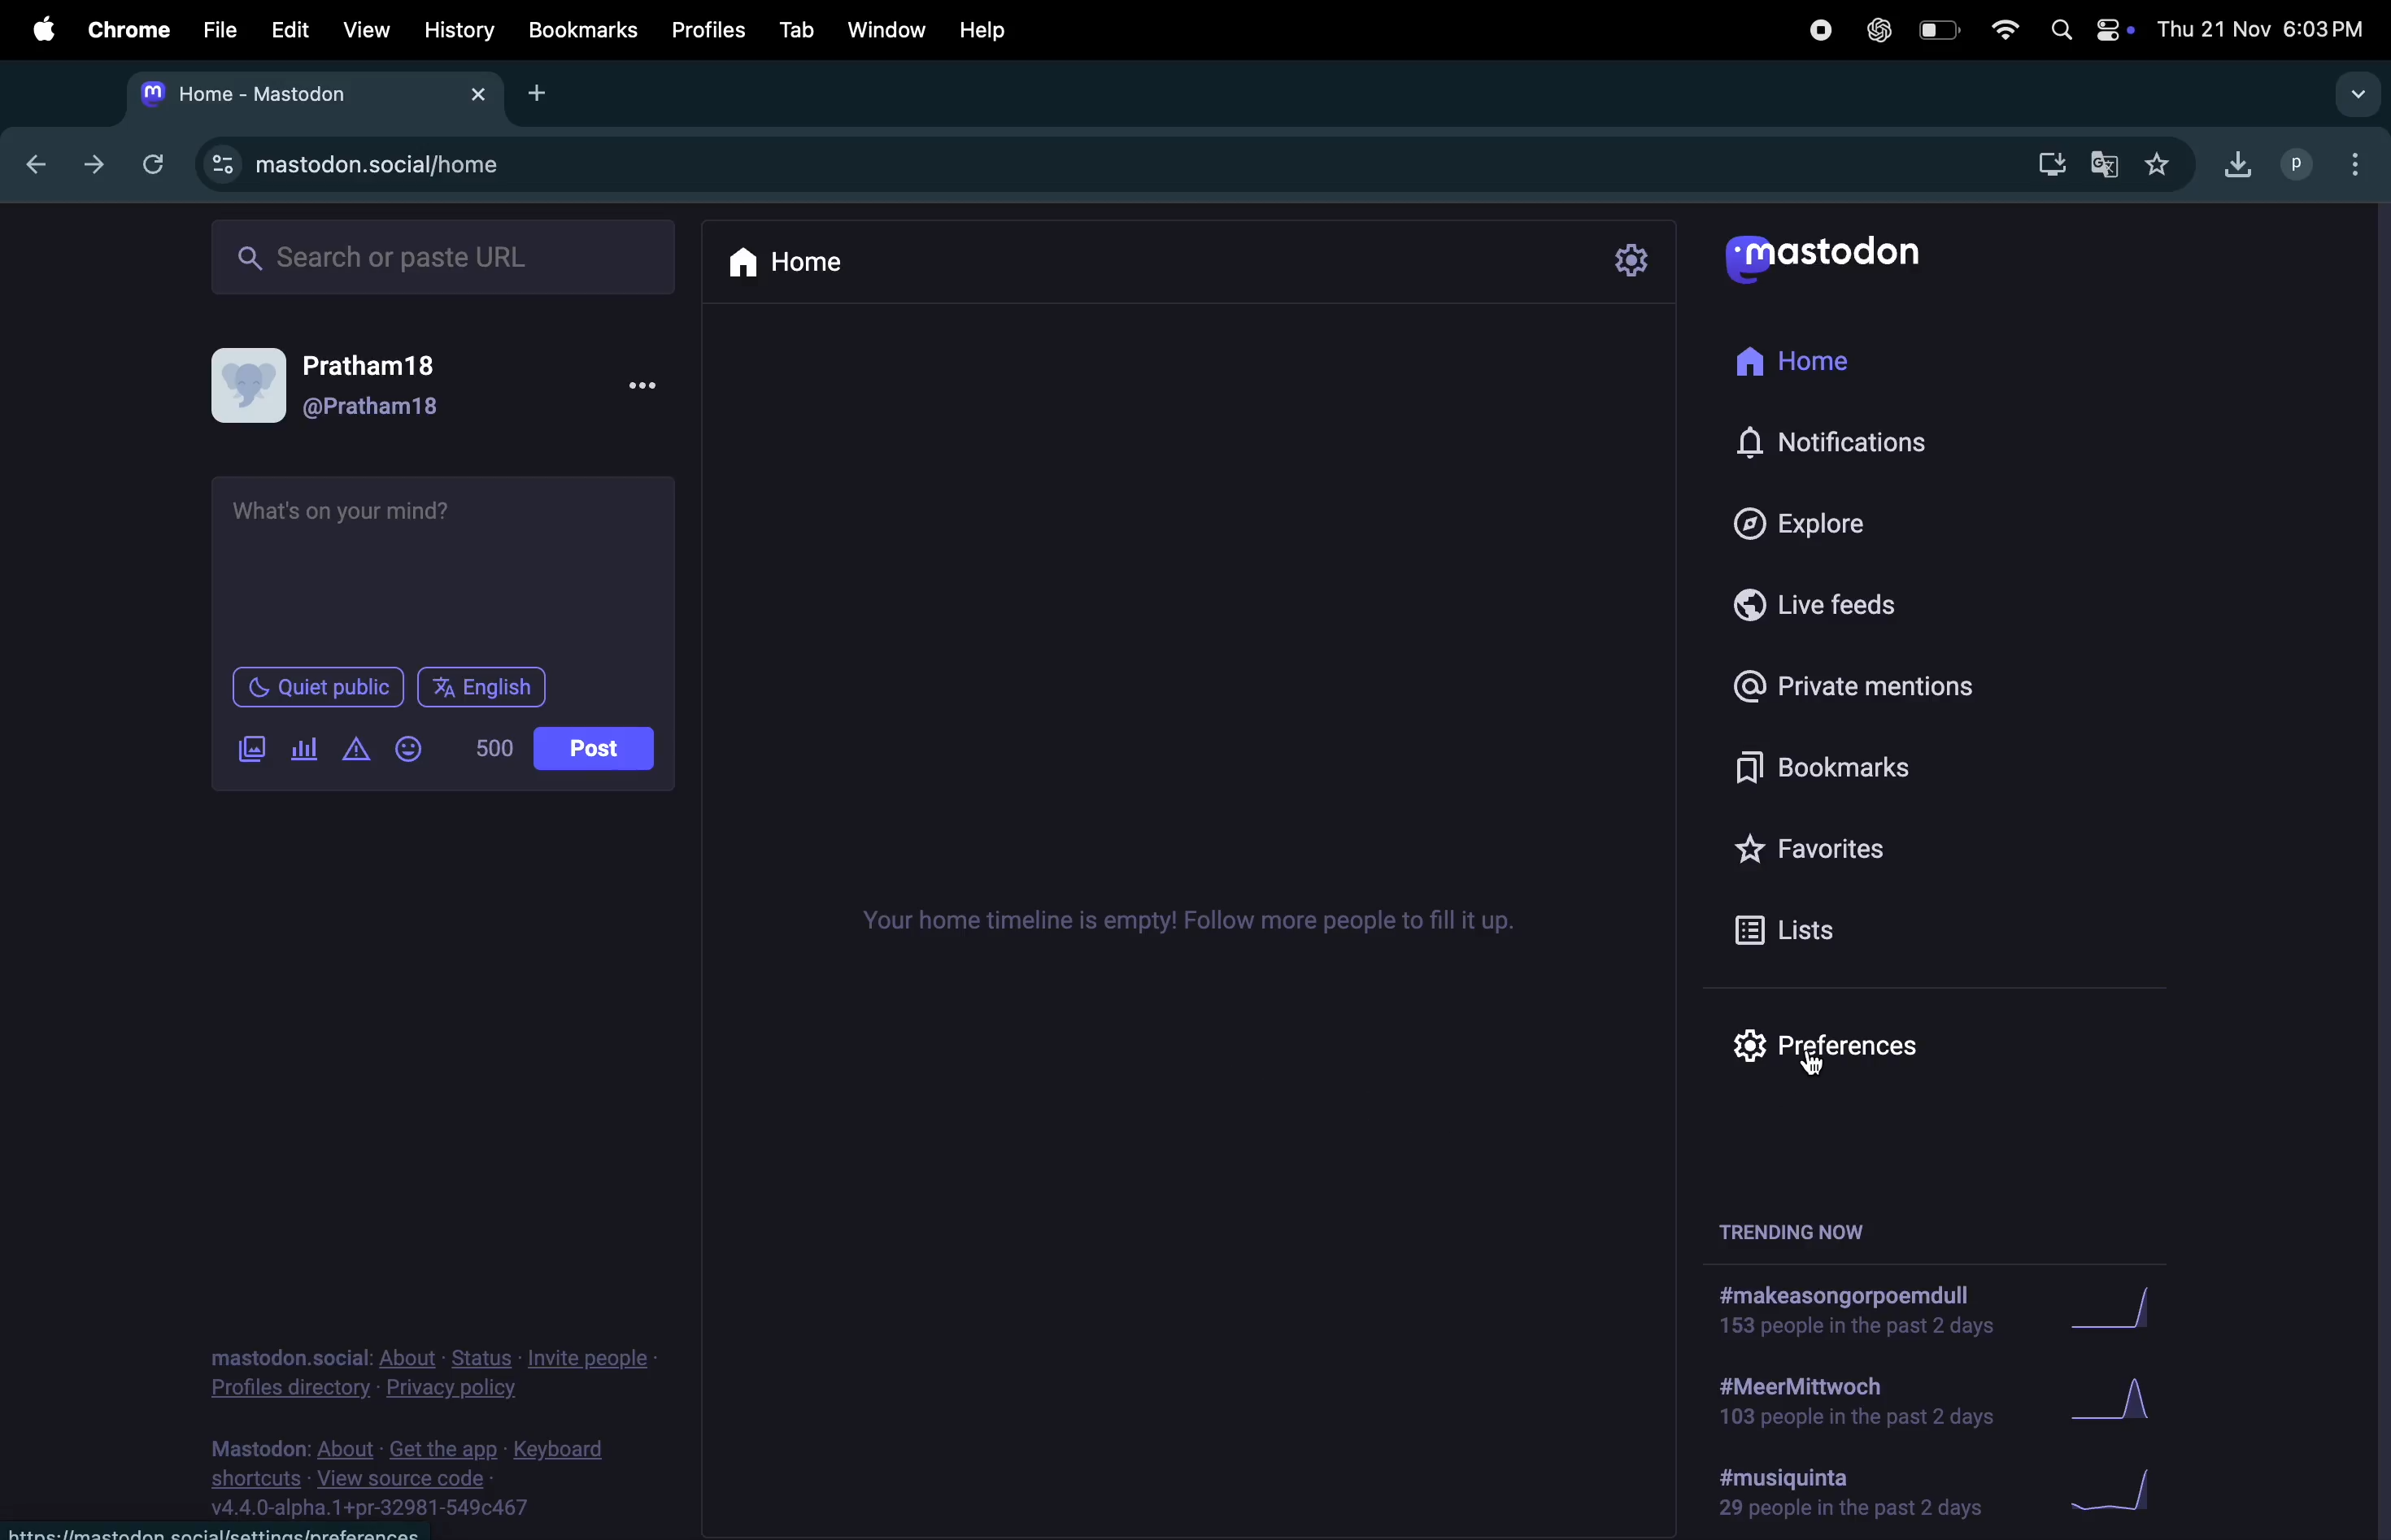 Chrome File Edit View History Bookmarks Profiles Tab Window Help
Thu 21 Nov 6:03 PM
Home - Mastodon
mastodon.social/home
P
Search or paste URL
Pratham18
@Pratham18
What's on your mind?
Quiet public
English
500
Post
mastodon.social: About · Status · Invite people ·
Profiles directory · Privacy policy
Mastodon: About · Get the app · Keyboard
shortcuts · View source code ·
v4.4.0-alpha.1+pr-32981-549c467
https://mastodon.social/settings/preferences
Home
Your home timeline is empty! Follow more people to fill it up.
mastodon
Home
Notifications
Explore
Live feeds
Private mentions
Bookmarks
Favorites
Lists
Preferences
TRENDING NOW
#makeasongorpoemdull
153 people in the past 2 days
#MeerMittwoch
103 people in the past 2 days
#musiquinta
29 people in the past 2 days